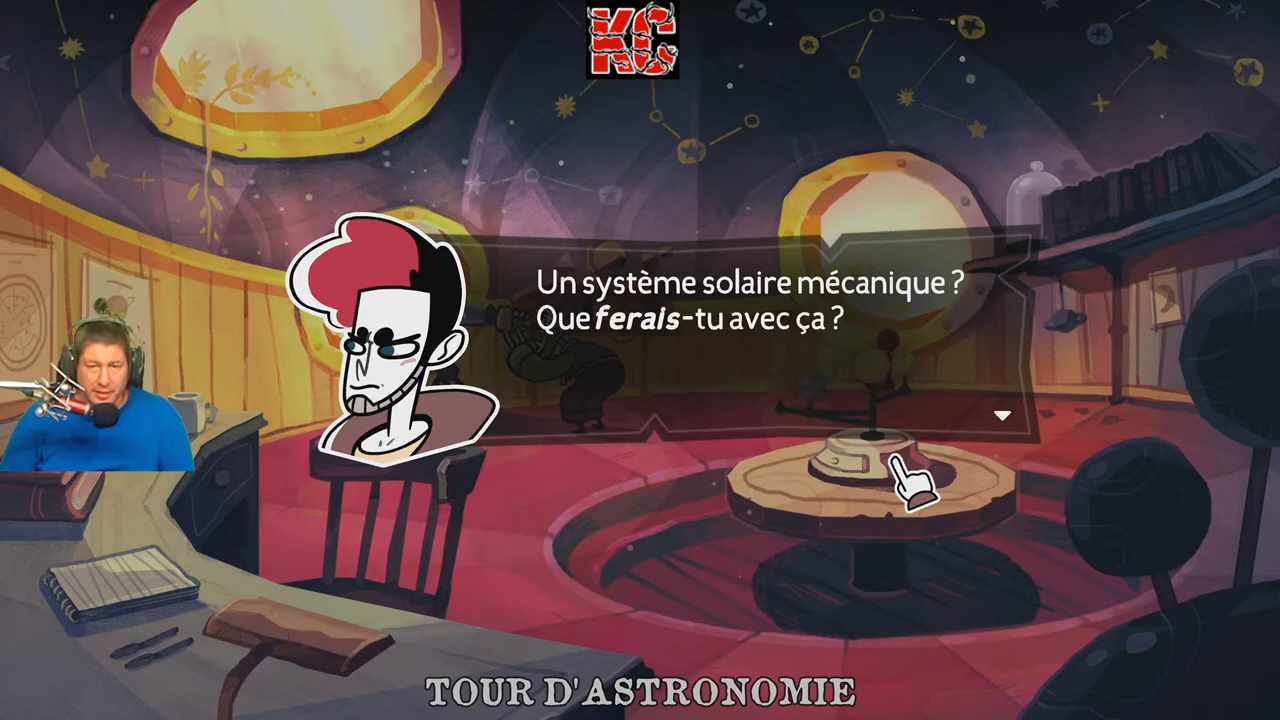 KC
Un système solaire mécanique ?
Que ferais-tu avec ça ?
TOUR D'ASTRONOMIE